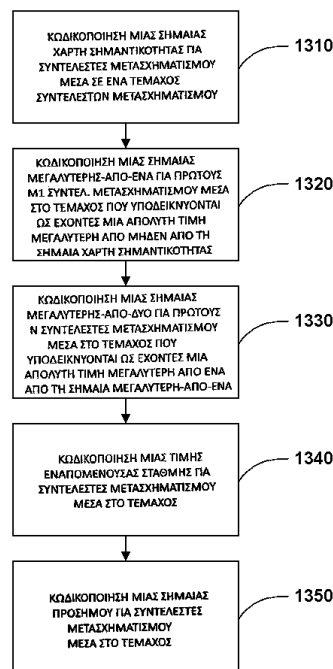 ΚΩΔΙΚΟΠΟΙΗΣΗ ΜΙΑΣ ΣΗΜΑΙΑΣ
ΧΑΡΤΗ ΣΗΜΑΝΤΙΚΟΤΗΤΑΣ ΓΙΑ
ΣΥΝΤΕΛΕΣΤΕΣ ΜΕΤΑΣΧΗΜΑΤΙΣΜΟΥ
ΜΕΣΑ ΣΕ ΕΝΑ ΤΕΜΑΧΟΣ
ΣΥΝΤΕΛΕΣΤΩΝ ΜΕΤΑΣΧΗΜΑΤΙΣΜΟΥ
1310
ΚΩΔΙΚΟΠΟΙΗΣΗ ΜΙΑΣ ΣΗΜΑΙΑΣ
ΜΕΓΑΛΥΤΕΡΗΣ-ΑΠΟ-ΕΝΑ ΓΙΑ ΠΡΩΤΟΥΣ
M1 ΣΥΝΤΕΛ. ΜΕΤΑΣΧΗΜΑΤΙΣΜΟΥ ΜΕΣΑ
ΣΤΟ ΤΕΜΑΧΟΣ ΠΟΥ ΥΠΟΔΕΙΚΝΥΟΝΤΑΙ
ΩΣ ΕΧΟΝΤΕΣ ΜΙΑ ΑΠΟΛΥΤΗ ΤΙΜΗ
ΜΕΓΑΛΥΤΕΡΗ ΑΠΟ ΜΗΔΕΝ ΑΠΟ ΤΗ
ΣΗΜΑΙΑ ΧΑΡΤΗ ΣΗΜΑΝΤΙΚΟΤΗΤΑΣ
1320
ΚΩΔΙΚΟΠΟΙΗΣΗ ΜΙΑΣ ΣΗΜΑΙΑΣ
ΜΕΓΑΛΥΤΕΡΗΣ-ΑΠΟ-ΔΥΟ ΓΙΑ ΠΡΩΤΟΥΣ
N ΣΥΝΤΕΛΕΣΤΕΣ ΜΕΤΑΣΧΗΜΑΤΙΣΜΟΥ
ΜΕΣΑ ΣΤΟ ΤΕΜΑΧΟΣ ΠΟΥ
ΥΠΟΔΕΙΚΝΥΟΝΤΑΙ ΩΣ ΕΧΟΝΤΕΣ ΜΙΑ
ΑΠΟΛΥΤΗ ΤΙΜΗ ΜΕΓΑΛΥΤΕΡΗ ΑΠΟ ΕΝΑ
ΑΠΟ ΤΗ ΣΗΜΑΙΑ ΜΕΓΑΛΥΤΕΡΗ-ΑΠΟ-ΕΝΑ
1330
ΚΩΔΙΚΟΠΟΙΗΣΗ ΜΙΑΣ ΤΙΜΗΣ
ΕΝΑΠΟΜΕΝΟΥΣΑΣ ΣΤΑΘΜΗΣ ΓΙΑ
ΣΥΝΤΕΛΕΣΤΕΣ ΜΕΤΑΣΧΗΜΑΤΙΣΜΟΥ
ΜΕΣΑ ΣΤΟ ΤΕΜΑΧΟΣ
1340
ΚΩΔΙΚΟΠΟΙΗΣΗ ΜΙΑΣ ΣΗΜΑΙΑΣ
ΠΡΟΣΗΜΟΥ ΓΙΑ ΣΥΝΤΕΛΕΣΤΕΣ
ΜΕΤΑΣΧΗΜΑΤΙΣΜΟΥ
ΜΕΣΑ ΣΤΟ ΤΕΜΑΧΟΣ
1350